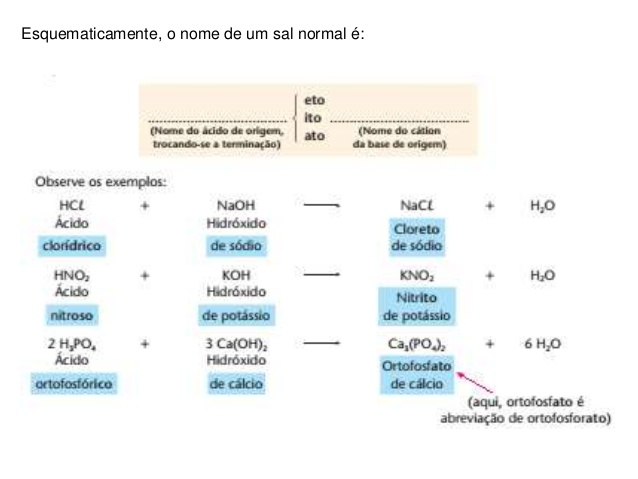 Esquematicamente, o nome de um sal normal é:
eto
ito
ato
(Nome do ácido de origem, trocando-se a terminação)
(Nome do cátion da base de origem)
Observe os exemplos:
HCℓ + NaOH ⟶ NaCℓ + H₂O
Ácido Hidróxido Cloreto
clorídrico de sódio de sódio
HNO₂ + KOH ⟶ KNO₂ + H₂O
Ácido Hidróxido Nitrito
nitroso de potássio de potássio
2 H₃PO₄ + 3 Ca(OH)₂ ⟶ Ca₃(PO₄)₂ + 6 H₂O
Ácido Hidróxido Ortofosfato
ortofosfórico de cálcio de cálcio
(aqui, ortofosfato é
abreviação de ortofosforato)